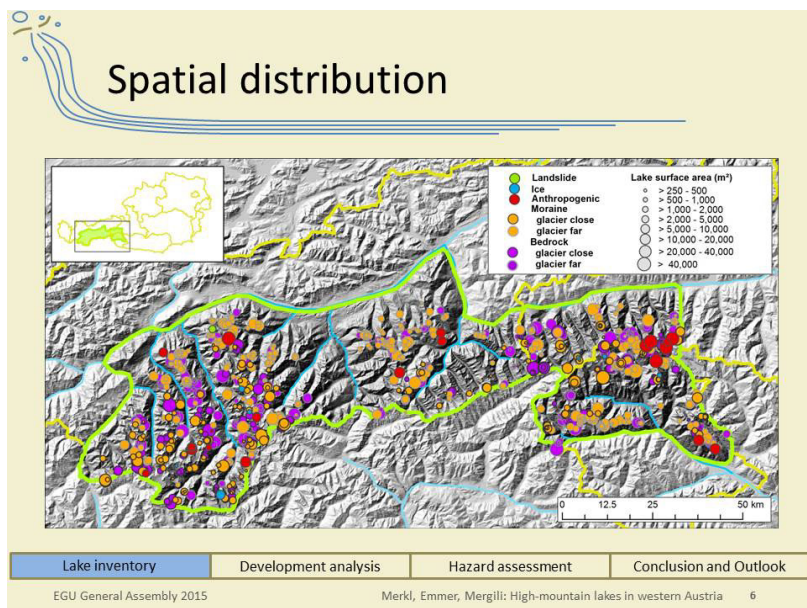 Spatial distribution
Landslide
Ice
Anthropogenic
Moraine
glacier close
glacier far
Bedrock
glacier close
glacier far
Lake surface area (m²)
> 250 - 500
> 500 - 1,000
> 1,000 - 2,000
> 2,000 - 5,000
> 5,000 - 10,000
> 10,000 - 20,000
> 20,000 - 40,000
> 40,000
0 12.5 25 50 km
Lake inventory Development analysis Hazard assessment Conclusion and Outlook
EGU General Assembly 2015 Merkl, Emmer, Mergili: High-mountain lakes in western Austria 6